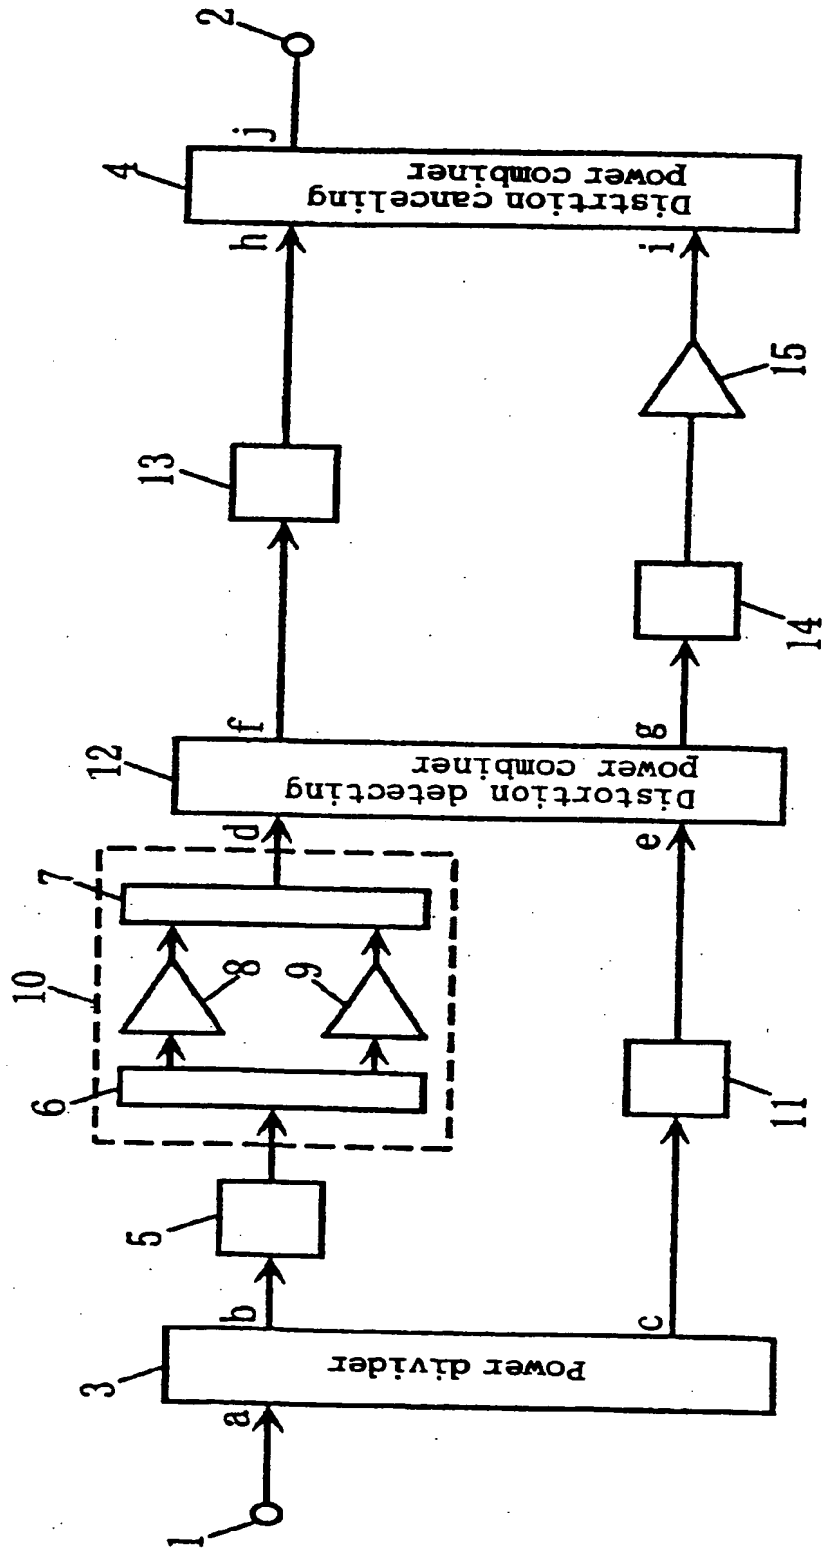 1
a
3
Power divider
b
c
5
6
8
9
7
10
11
d
e
12
Distortion detecting
power combiner
f
g
13
14
15
h
i
4
Distrtion canceling
power combiner
j
2